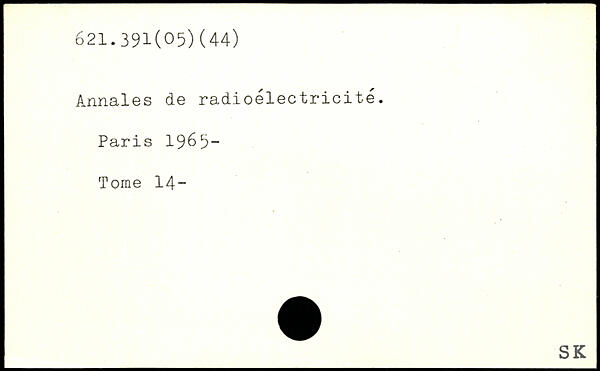 621.391(05)(44)
Annales de radioélectricité.
Paris 1965-
Tome 14-
SK